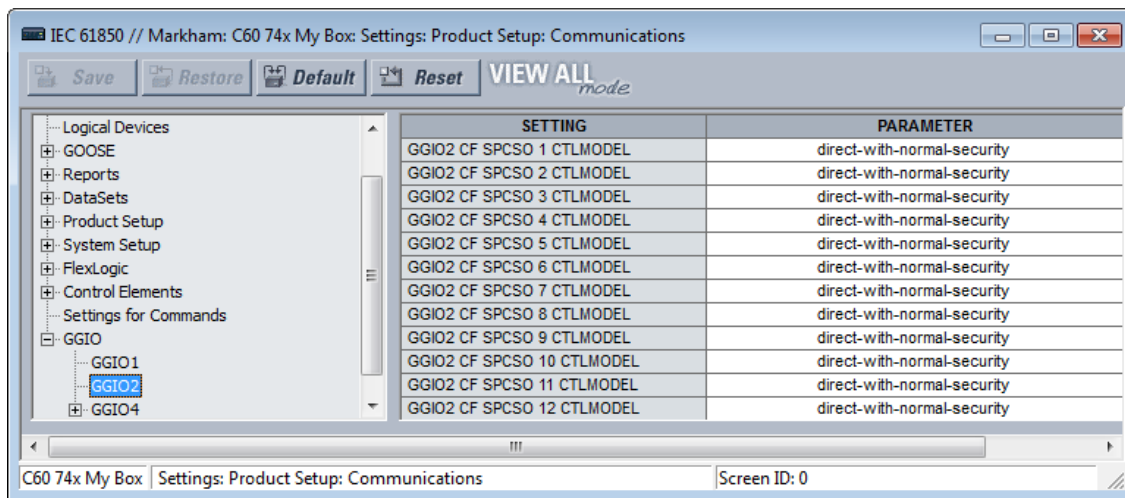 IEC 61850 // Markham: C60 74x My Box: Settings: Product Setup: Communications
Save Restore Default Reset VIEW ALL mode
Logical Devices
GOOSE
Reports
DataSets
Product Setup
System Setup
FlexLogic
Control Elements
Settings for Commands
GGIO
GGIO1
GGIO2
GGIO4
SETTING PARAMETER
GGIO2 CF SPCSO 1 CTLMODEL direct-with-normal-security
GGIO2 CF SPCSO 2 CTLMODEL direct-with-normal-security
GGIO2 CF SPCSO 3 CTLMODEL direct-with-normal-security
GGIO2 CF SPCSO 4 CTLMODEL direct-with-normal-security
GGIO2 CF SPCSO 5 CTLMODEL direct-with-normal-security
GGIO2 CF SPCSO 6 CTLMODEL direct-with-normal-security
GGIO2 CF SPCSO 7 CTLMODEL direct-with-normal-security
GGIO2 CF SPCSO 8 CTLMODEL direct-with-normal-security
GGIO2 CF SPCSO 9 CTLMODEL direct-with-normal-security
GGIO2 CF SPCSO 10 CTLMODEL direct-with-normal-security
GGIO2 CF SPCSO 11 CTLMODEL direct-with-normal-security
GGIO2 CF SPCSO 12 CTLMODEL direct-with-normal-security
C60 74x My Box Settings: Product Setup: Communications Screen ID: 0